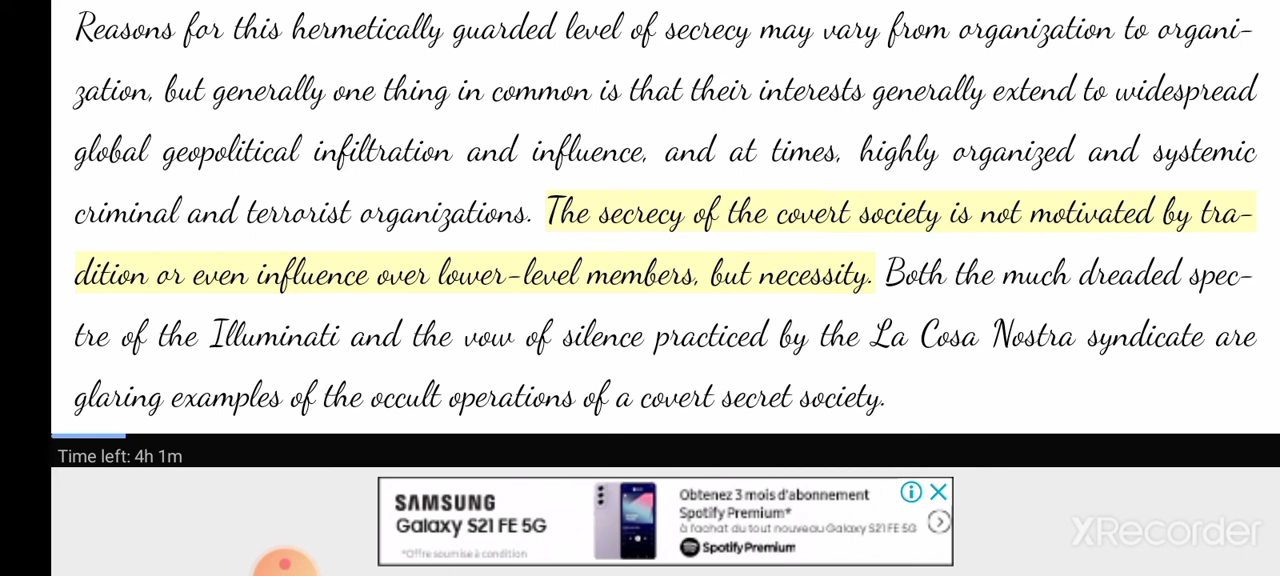 Reasons for this hermetically guarded level of secrecy may vary from organization to organi-
zation, but generally one thing in common is that their interests generally extend to widespread
global geopolitical infiltration and influence, and at times, highly organized and systemic
criminal and terrorist organizations. The secrecy of the covert society is not motivated by tra-
dition or even influence over lower-level members, but necessity. Both the much dreaded spec-
tre of the Illuminati and the vow of silence practiced by the La Cosa Nostra syndicate are
glaring examples of the occult operations of a covert secret society.
Time left: 4h 1m
SAMSUNG
Galaxy S21 FE 5G
*Offre soumise à condition
Obtenez 3 mois d'abonnement
Spotify Premium*
à l'achat du tout nouveau Galaxy S21 FE 5G
Spotify Premium
XRecorder